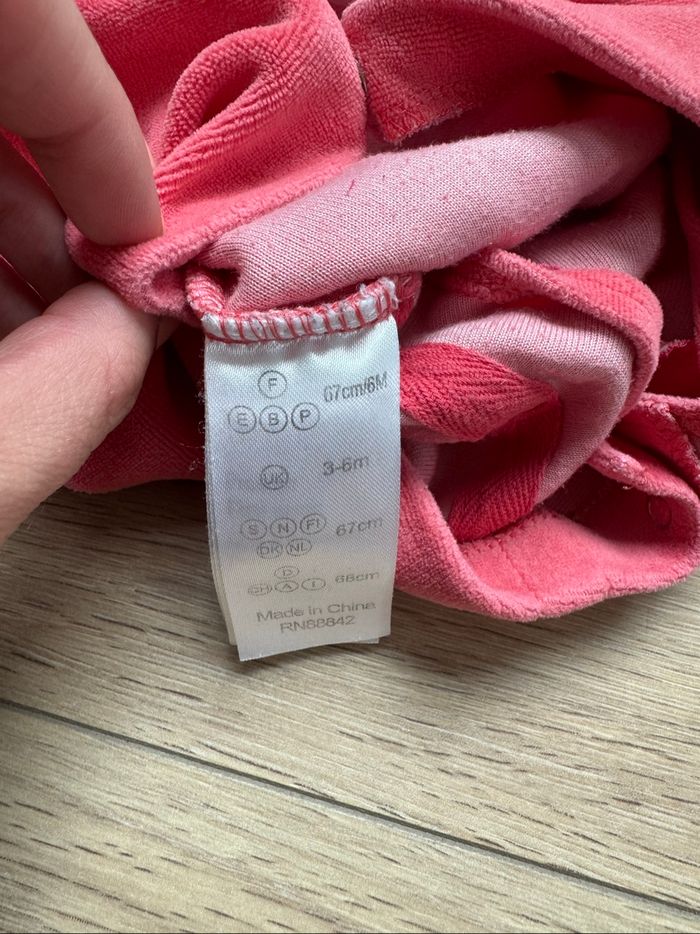 F 67cm/6M
E B P
UK 3-6m
S N FI 67cm
DK NL
D
CH A I 68cm
Made in China
RN88842